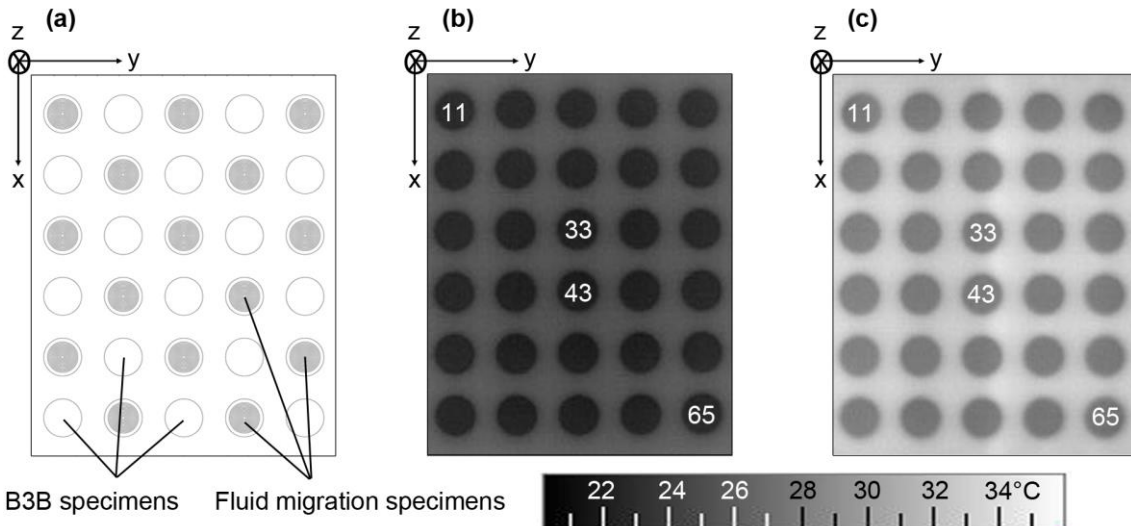 (a)
z
y
x
B3B specimens
Fluid migration specimens
(b)
z
y
x
11
33
43
65
(c)
z
y
x
11
33
43
65
22 24 26 28 30 32 34°C